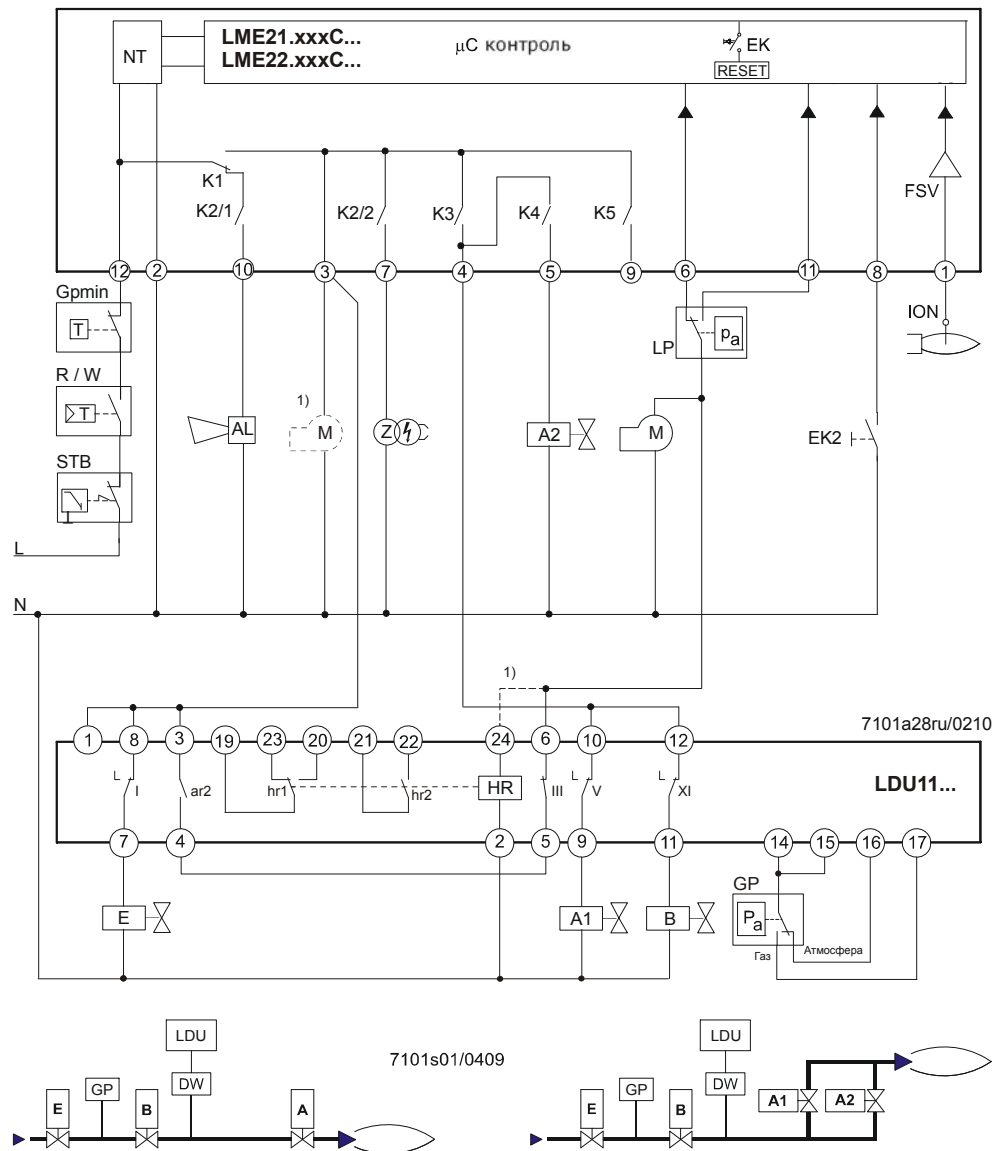 LME21.xxxC...
LME22.xxxC...
NT
µC контроль
EK
RESET
FSV
K1
K2/1
K2/2
K3
K4
K5
12 2 10 3 7 4 5 9 6 11 8 1
Gpmin
T
R / W
T
STB
L
N
AL
1)
M
Z
A2
LP
pa
M
ION
EK2
1)
7101a28ru/0210
1 8 3 19 23 20 21 22 24 6 10 12
LDU11...
L
I
ar2
hr1
hr2
HR
III
L
V
L
XI
7 4 2 5 9 11 14 15 16 17
E
A1
B
GP
Pa
Газ
Атмосфера
7101s01/0409
LDU
DW
GP
E
B
A
LDU
DW
GP
E
B
A1
A2